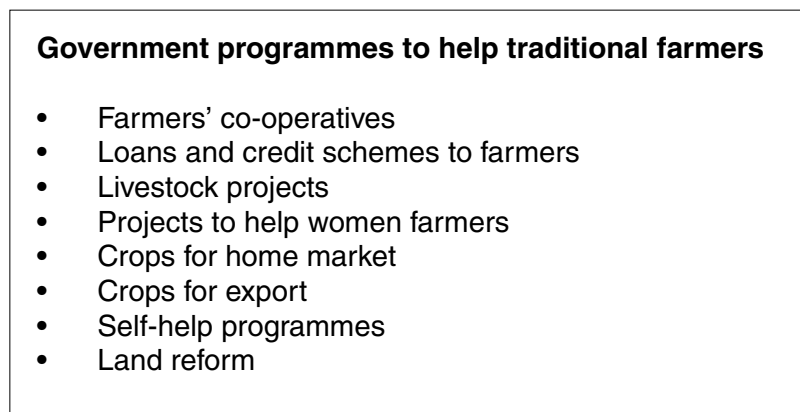 Government programmes to help traditional farmers
• Farmers’ co-operatives
• Loans and credit schemes to farmers
• Livestock projects
• Projects to help women farmers
• Crops for home market
• Crops for export
• Self-help programmes
• Land reform